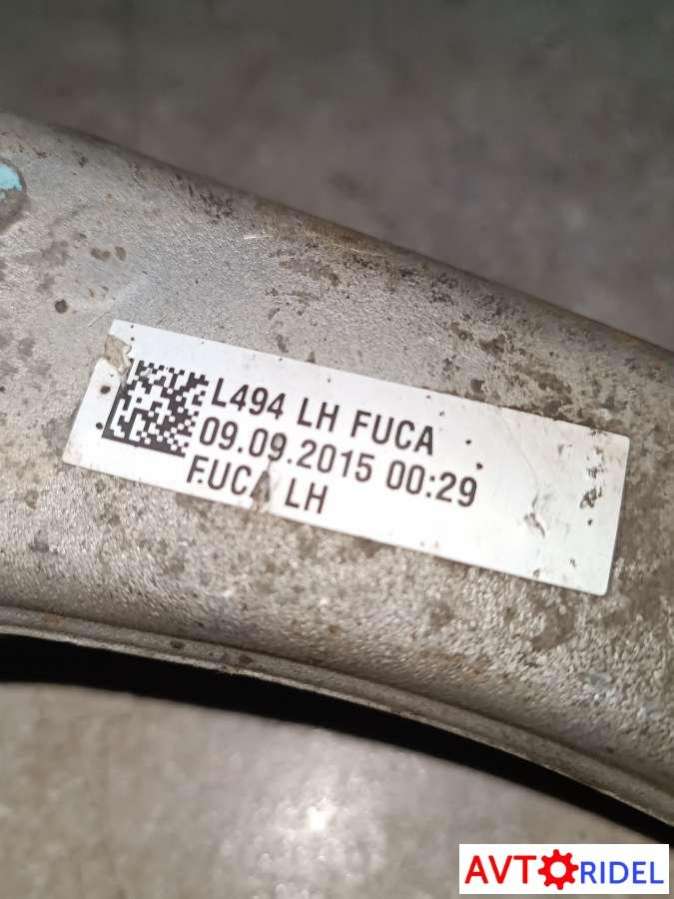 L494 LH FUCA
09.09.2015 00:29
FUCA LH
AVTORIDEL